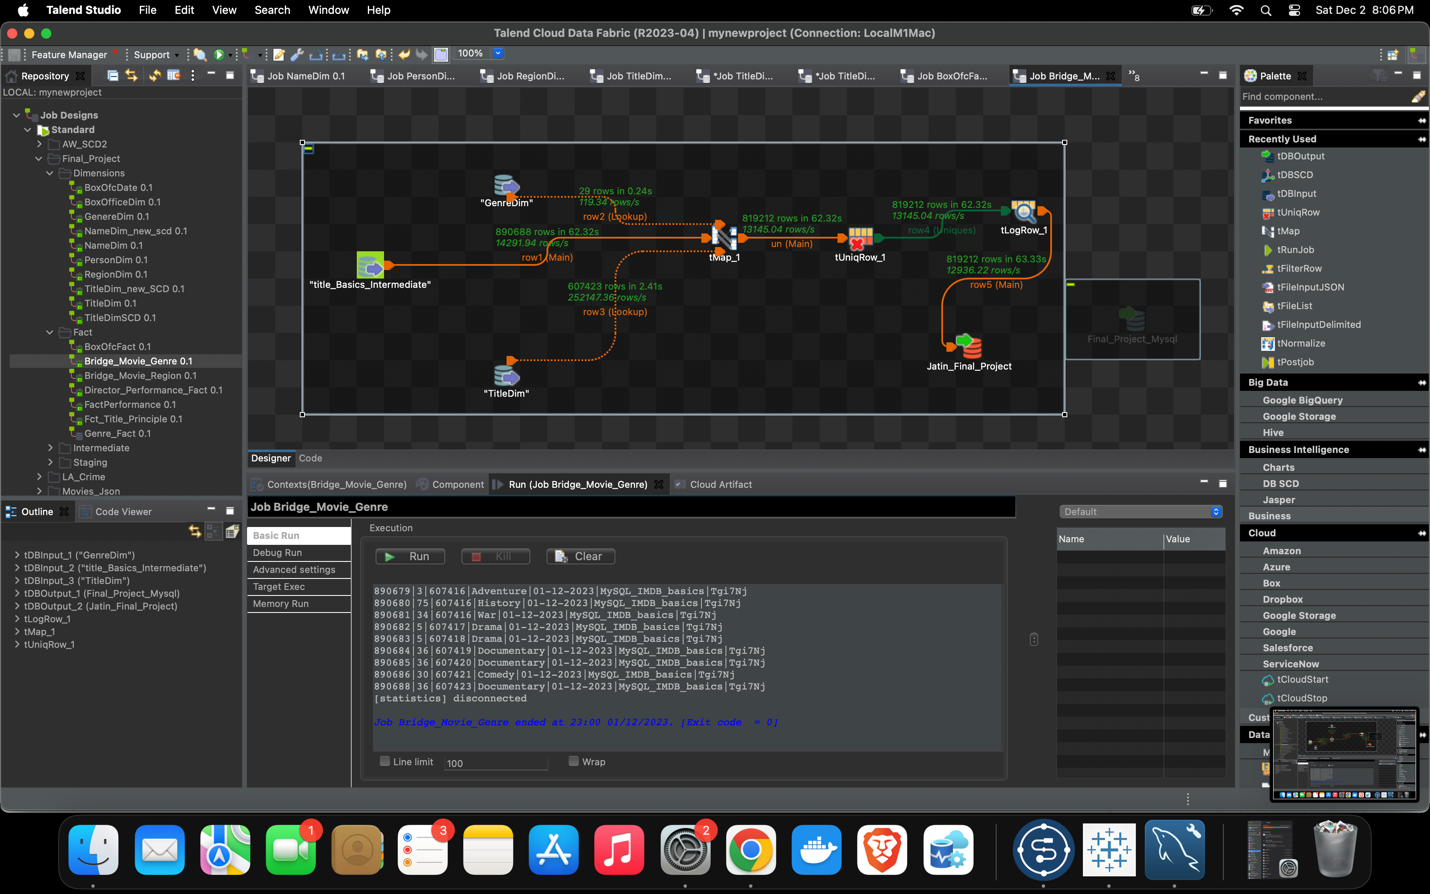 Talend Studio File Edit View Search Window Help Sat Dec 2 8:06 PM
Talend Cloud Data Fabric (R2023-04) | mynewproject (Connection: LocalM1Mac)
Feature Manager Support 100%
Repository
LOCAL: mynewproject
Job Designs
Standard
AW_SCD2
Final_Project
Dimensions
BoxOfcDate 0.1
BoxOfficeDim 0.1
GenereDim 0.1
NameDim_new_scd 0.1
NameDim 0.1
PersonDim 0.1
RegionDim 0.1
TitleDim_new_SCD 0.1
TitleDim 0.1
TitleDimSCD 0.1
Fact
BoxOfcFact 0.1
Bridge_Movie_Genre 0.1
Bridge_Movie_Region 0.1
Director_Performance_Fact 0.1
FactPerformance 0.1
Fct_Title_Principle 0.1
Genre_Fact 0.1
Intermediate
Staging
LA_Crime
Movies_Json
Outline Code Viewer
tDBInput_1 ("GenreDim")
tDBInput_2 ("title_Basics_Intermediate")
tDBInput_3 ("TitleDim")
tDBOutput_1 (Final_Project_Mysql)
tDBOutput_2 (Jatin_Final_Project)
tLogRow_1
tMap_1
tUniqRow_1
Job NameDim 0.1 Job PersonDi... Job RegionDi... Job TitleDim... *Job TitleDi... *Job TitleDi... Job BoxOfcFa... Job Bridge_M... »8
"GenreDim"
29 rows in 0.24s
119.34 rows/s
row2 (Lookup)
890688 rows in 62.32s
14291.94 rows/s
row1 (Main)
"title_Basics_Intermediate"
607423 rows in 2.41s
252147.36 rows/s
row3 (Lookup)
"TitleDim"
tMap_1
819212 rows in 62.32s
13145.04 rows/s
un (Main)
tUniqRow_1
819212 rows in 62.32s
13145.04 rows/s
row4 (Uniques)
tLogRow_1
819212 rows in 63.33s
12936.22 rows/s
row5 (Main)
Jatin_Final_Project
Final_Project_Mysql
Designer Code
Contexts(Bridge_Movie_Genre) Component Run (Job Bridge_Movie_Genre) Cloud Artifact
Job Bridge_Movie_Genre
Basic Run
Debug Run
Advanced settings
Target Exec
Memory Run
Execution
Run Kill Clear
890679|3|607416|Adventure|01-12-2023|MySQL_IMDB_basics|Tgi7Nj
890680|75|607416|History|01-12-2023|MySQL_IMDB_basics|Tgi7Nj
890681|34|607416|War|01-12-2023|MySQL_IMDB_basics|Tgi7Nj
890682|5|607417|Drama|01-12-2023|MySQL_IMDB_basics|Tgi7Nj
890683|5|607418|Drama|01-12-2023|MySQL_IMDB_basics|Tgi7Nj
890684|36|607419|Documentary|01-12-2023|MySQL_IMDB_basics|Tgi7Nj
890685|36|607420|Documentary|01-12-2023|MySQL_IMDB_basics|Tgi7Nj
890686|30|607421|Comedy|01-12-2023|MySQL_IMDB_basics|Tgi7Nj
890688|36|607423|Documentary|01-12-2023|MySQL_IMDB_basics|Tgi7Nj
[statistics] disconnected
Job Bridge_Movie_Genre ended at 23:00 01/12/2023. [Exit code = 0]
Line limit 100 Wrap
Default
Name Value
Palette
Find component...
Favorites
Recently Used
tDBOutput
tDBSCD
tDBInput
tUniqRow
tMap
tRunJob
tFilterRow
tFileInputJSON
tFileList
tFileInputDelimited
tNormalize
tPostjob
Big Data
Google BigQuery
Google Storage
Hive
Business Intelligence
Charts
DB SCD
Jasper
Business
Cloud
Amazon
Azure
Box
Dropbox
Google Storage
Google
Salesforce
ServiceNow
tCloudStart
tCloudStop
Cust
Data
1
3
2